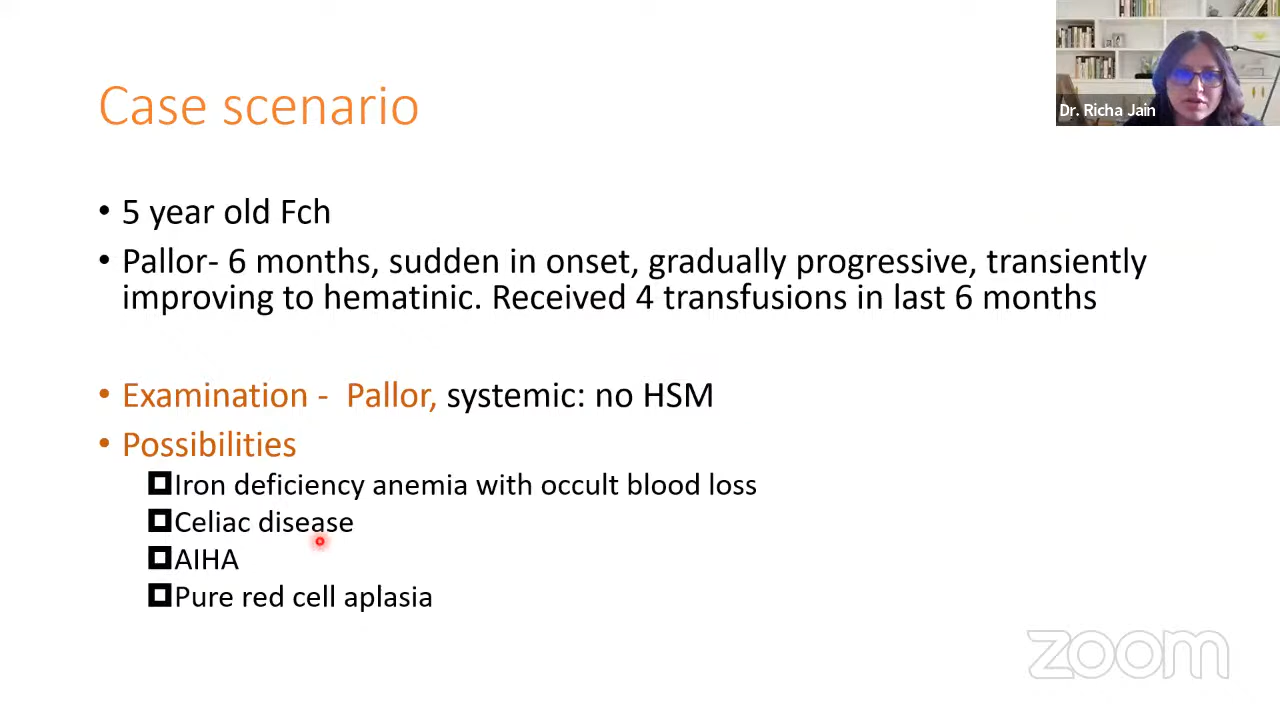 Case scenario
Dr. Richa Jain
• 5 year old Fch
• Pallor- 6 months, sudden in onset, gradually progressive, transiently
improving to hematinic. Received 4 transfusions in last 6 months
• Examination - Pallor, systemic: no HSM
• Possibilities
Iron deficiency anemia with occult blood loss
Celiac disease
AIHA
Pure red cell aplasia
zoom